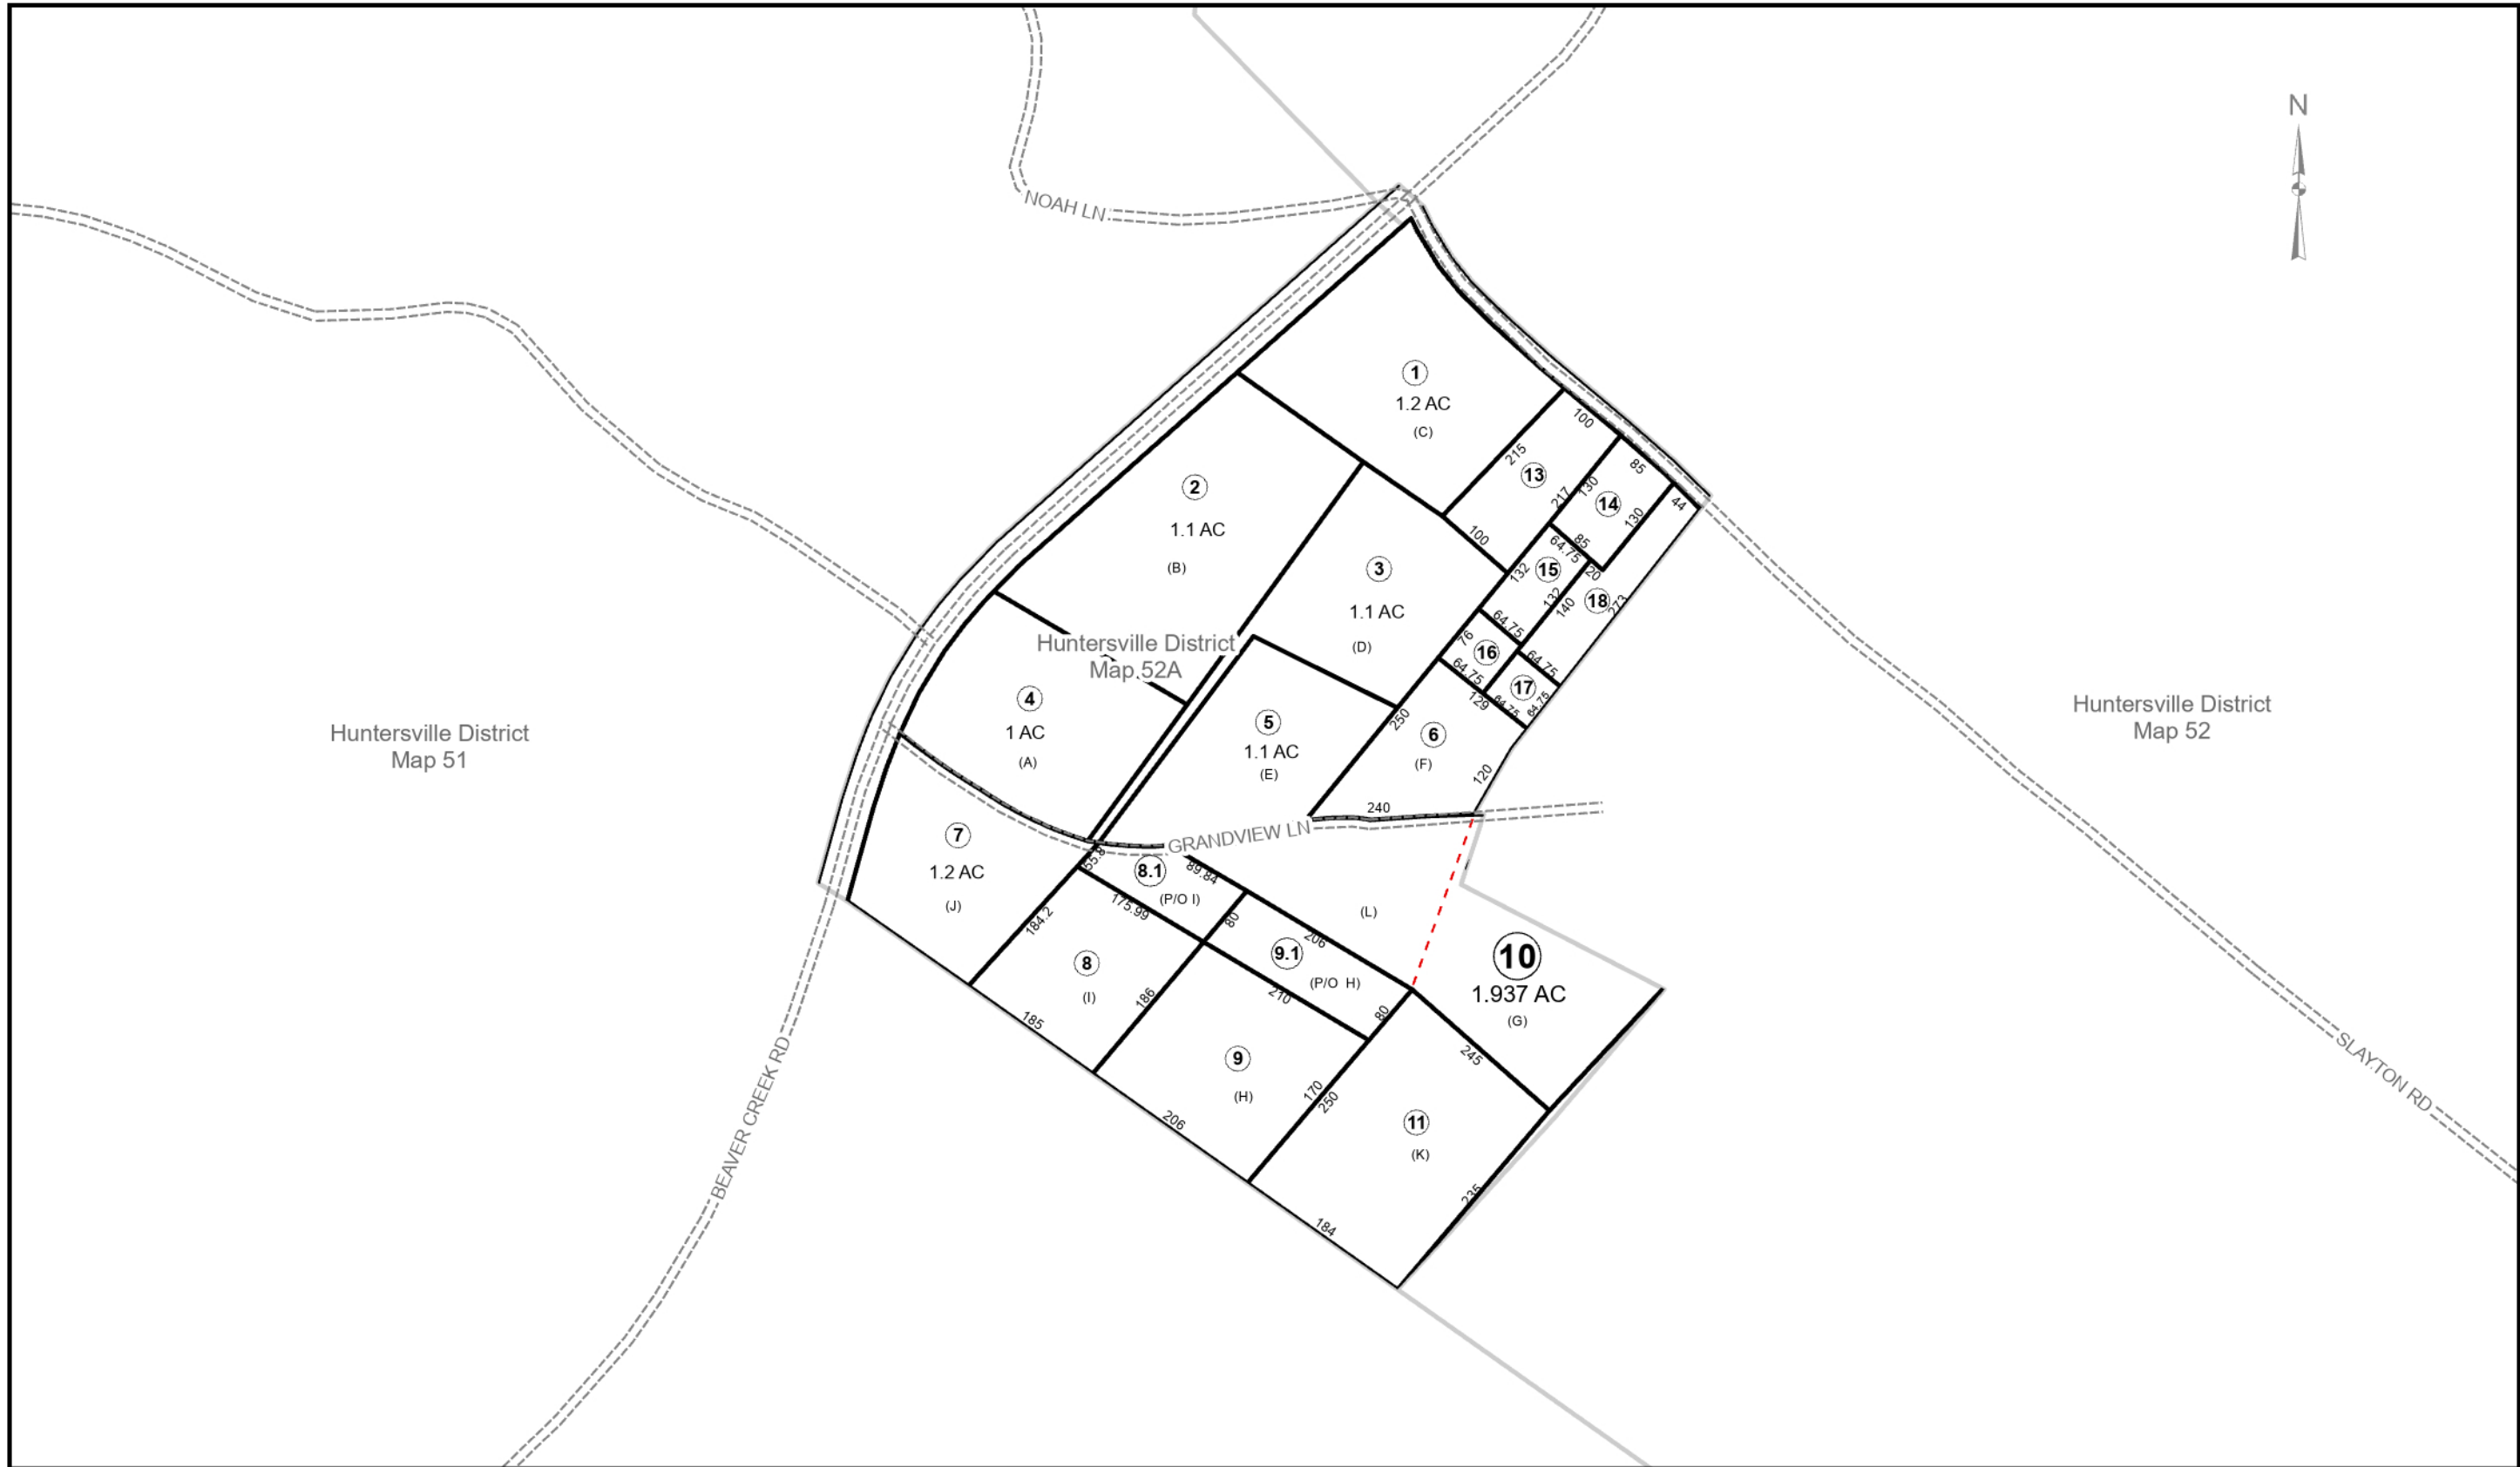 N
NOAH LN
1
1.2 AC
(C)
100
215
13
217
100
85
130
14
130
85
44
2
1.1 AC
(B)
3
1.1 AC
(D)
64.75
15
132
132
20
140
18
273
64.75
76
16
64.75
64.75
17
64.75
64.75
129
Huntersville District
Map 52A
4
1 AC
(A)
5
1.1 AC
(E)
250
6
(F)
120
240
Huntersville District
Map 51
Huntersville District
Map 52
GRANDVIEW LN
7
1.2 AC
(J)
55.8
8.1
(P/O I)
89.84
175.99
184.2
80
206
(L)
9.1
(P/O H)
210
80
10
1.937 AC
(G)
8
(I)
186
185
9
(H)
170
250
206
245
11
(K)
235
184
BEAVER CREEK RD
SLAYTON RD